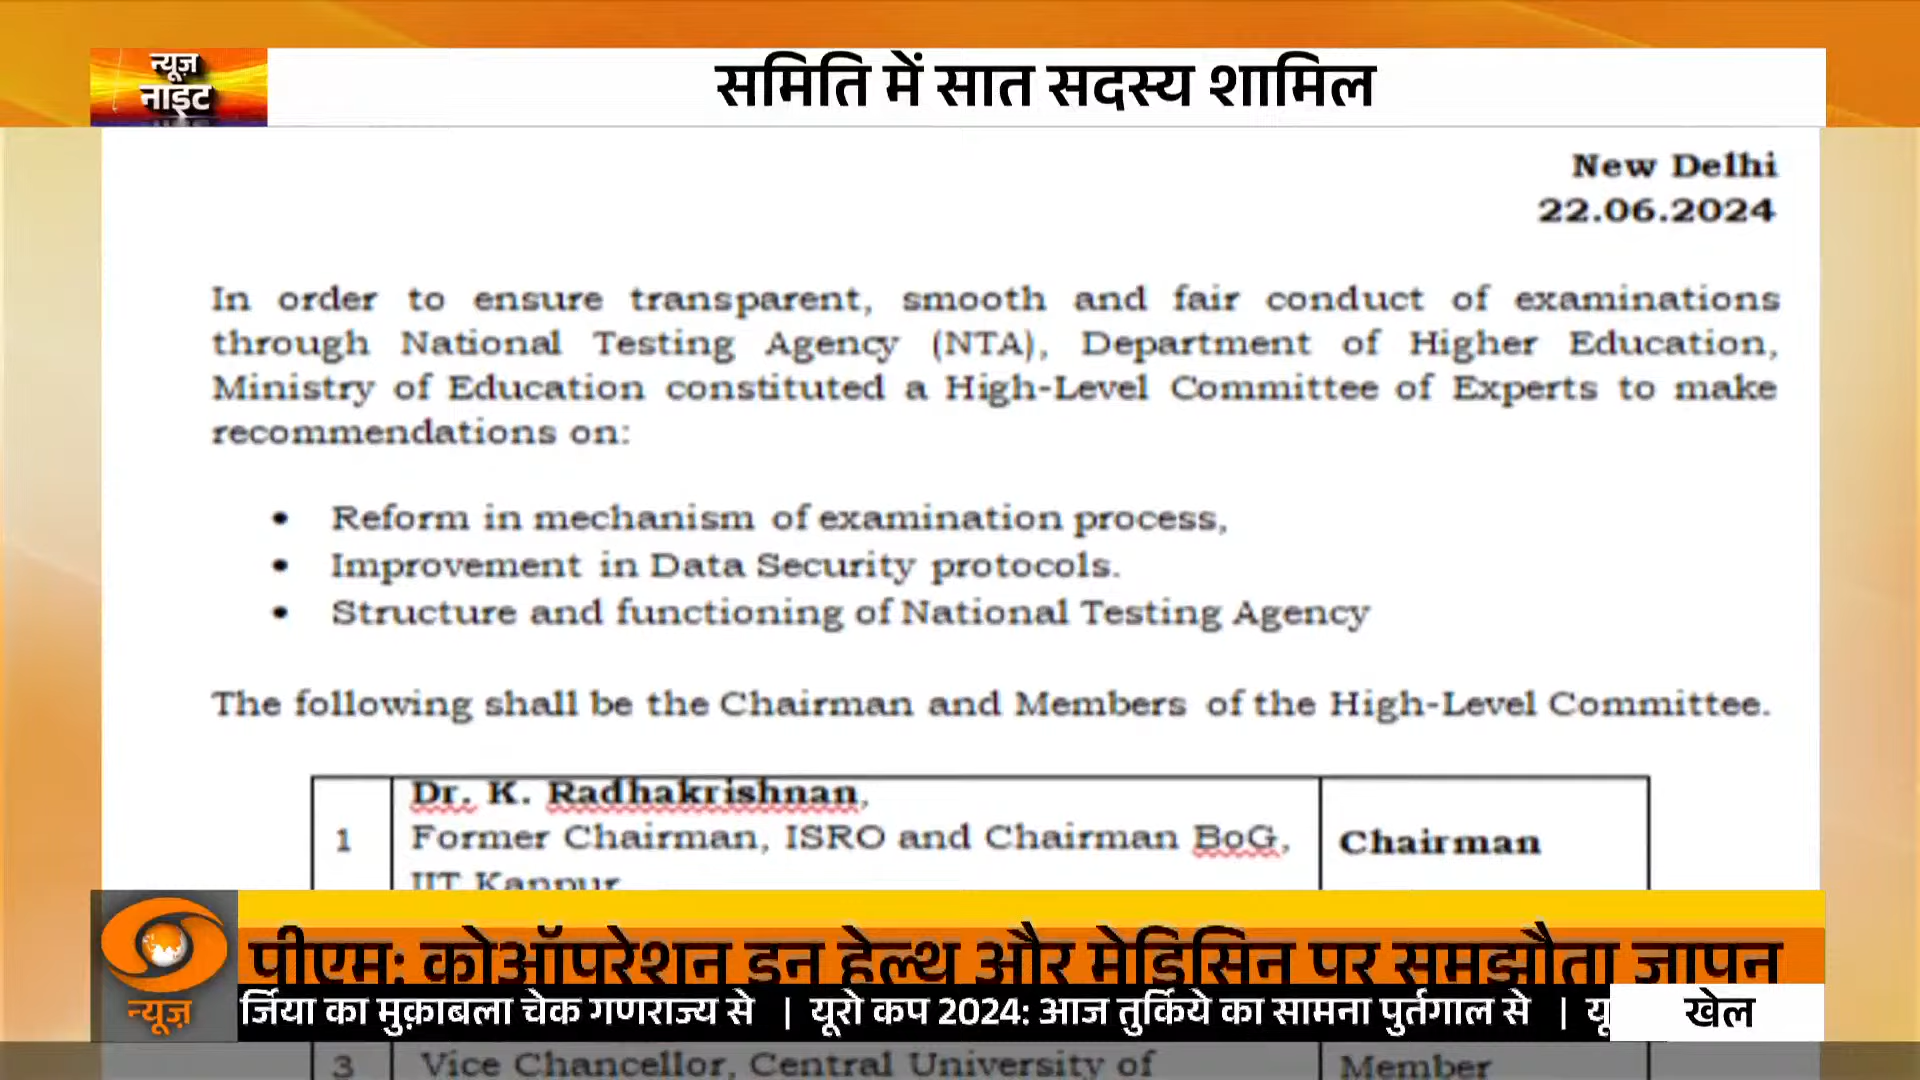 न्यूज़
नाइट
समिति में सात सदस्य शामिल
New Delhi
22.06.2024
In order to ensure transparent, smooth and fair conduct of examinations
through National Testing Agency (NTA), Department of Higher Education,
Ministry of Education constituted a High-Level Committee of Experts to make
recommendations on:
• Reform in mechanism of examination process,
• Improvement in Data Security protocols.
• Structure and functioning of National Testing Agency
The following shall be the Chairman and Members of the High-Level Committee.
1 Dr. K. Radhakrishnan,
Former Chairman, ISRO and Chairman BoG,
IIT Kanpur
Chairman
पीएम: कोऑपरेशन इन हेल्थ और मेडिसिन पर समझौता ज्ञापन
न्यूज़
र्जिया का मुक़ाबला चेक गणराज्य से | यूरो कप 2024: आज तुर्किये का सामना पुर्तगाल से | यू
खेल
3 Vice Chancellor, Central University of
Member